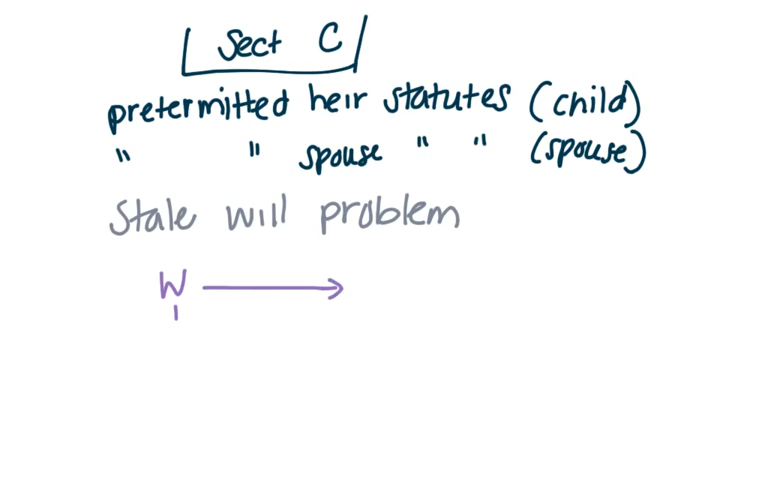 Sect C
pretermitted heir statutes (child)
" " spouse " " (spouse)
Stale will problem
W